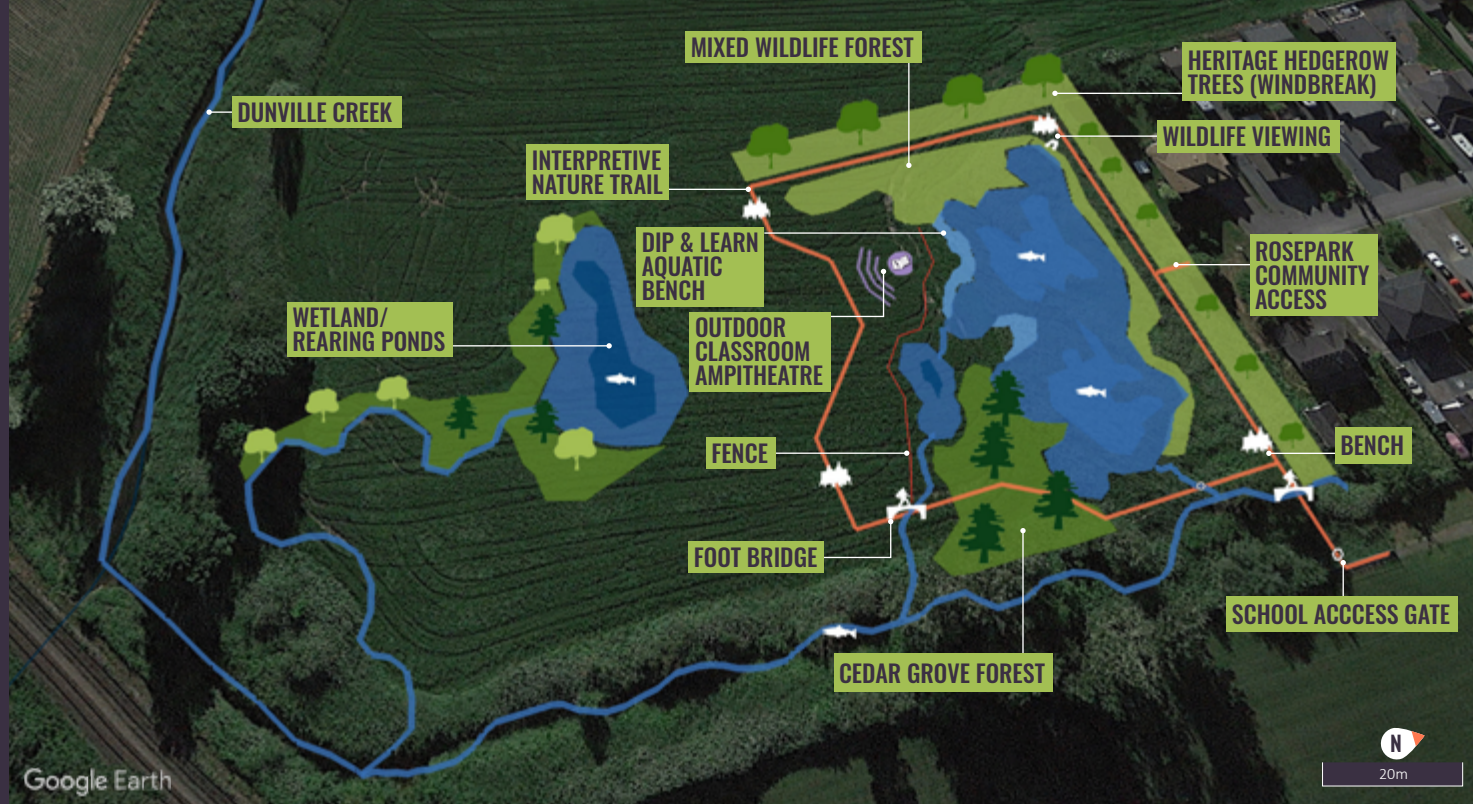 MIXED WILDLIFE FOREST
HERITAGE HEDGEROW
TREES (WINDBREAK)
DUNVILLE CREEK
WILDLIFE VIEWING
INTERPRETIVE
NATURE TRAIL
DIP & LEARN
AQUATIC
BENCH
ROSEPARK
COMMUNITY
ACCESS
WETLAND/
REARING PONDS
OUTDOOR
CLASSROOM
AMPITHEATRE
FENCE
BENCH
FOOT BRIDGE
SCHOOL ACCCESS GATE
CEDAR GROVE FOREST
N
20m
Google Earth